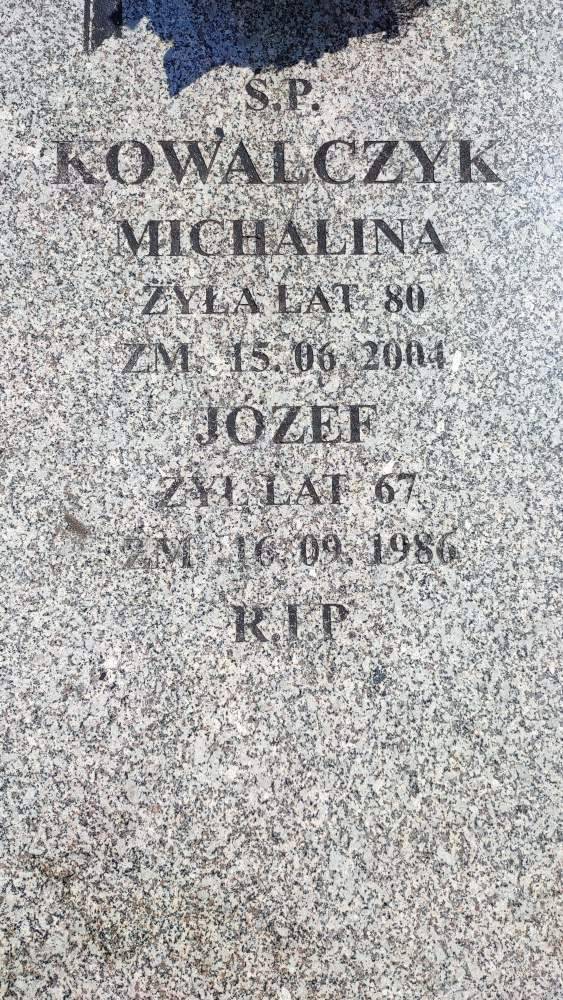 Ś.P.
KOWALCZYK
MICHALINA
ŻYŁA LAT 80
ZM. 15.06.2004
JÓZEF
ŻYŁ LAT 67
ZM. 16.09.1986
R.I.P